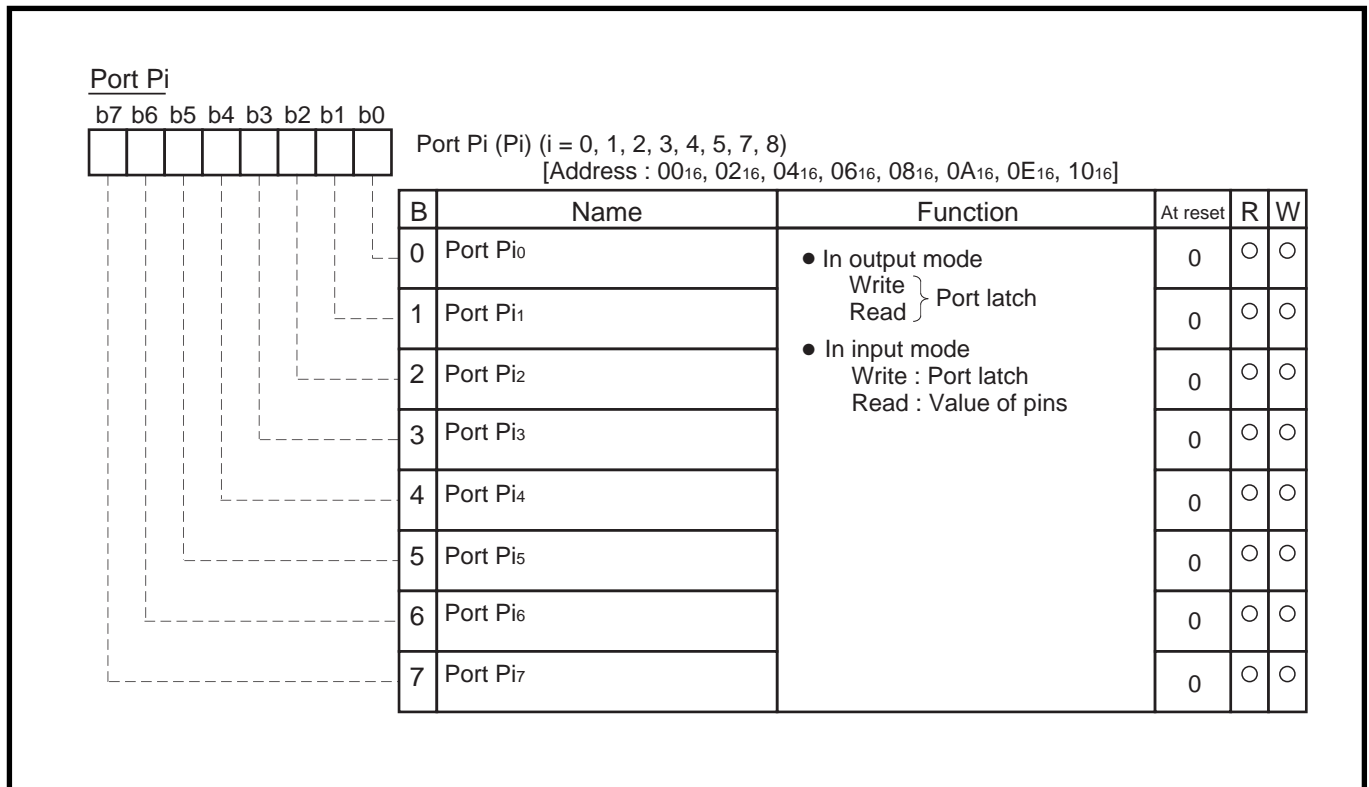 Port Pi
b7 b6 b5 b4 b3 b2 b1 b0
Port Pi (Pi) (i = 0, 1, 2, 3, 4, 5, 7, 8)
[Address : 0016, 0216, 0416, 0616, 0816, 0A16, 0E16, 1016]
B Name Function At reset R W
0 Port Pi0 0 ○ ○
● In output mode
Write
Read } Port latch
1 Port Pi1 0 ○ ○
● In input mode
Write : Port latch
Read : Value of pins
2 Port Pi2 0 ○ ○
3 Port Pi3 0 ○ ○
4 Port Pi4 0 ○ ○
5 Port Pi5 0 ○ ○
6 Port Pi6 0 ○ ○
7 Port Pi7 0 ○ ○